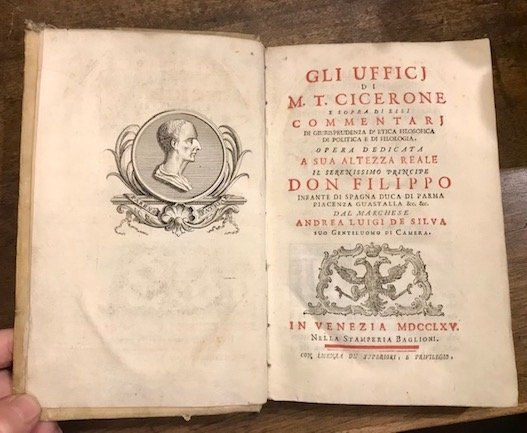 GLI UFFICJ
DI
M. T. CICERONE
E SOPRA DI ESSI
COMMENTARJ
DI GIURISPRUDENZA D' ETICA FILOSOFICA
DI POLITICA E DI FILOLOGIA.
OPERA DEDICATA
A SUA ALTEZZA REALE
IL SERENISSIMO PRINCIPE
DON FILIPPO
INFANTE DI SPAGNA DUCA DI PARMA
PIACENZA GUASTALLA &c. &c.
DAL MARCHESE
ANDREA LUIGI DE SILVA
SUO GENTILUOMO DI CAMERA.
IN VENEZIA MDCCLXV.
NELLA STAMPERIA BAGLIONI.
CON LICENZA DE' SUPERIORI, E PRIVILEGIO,